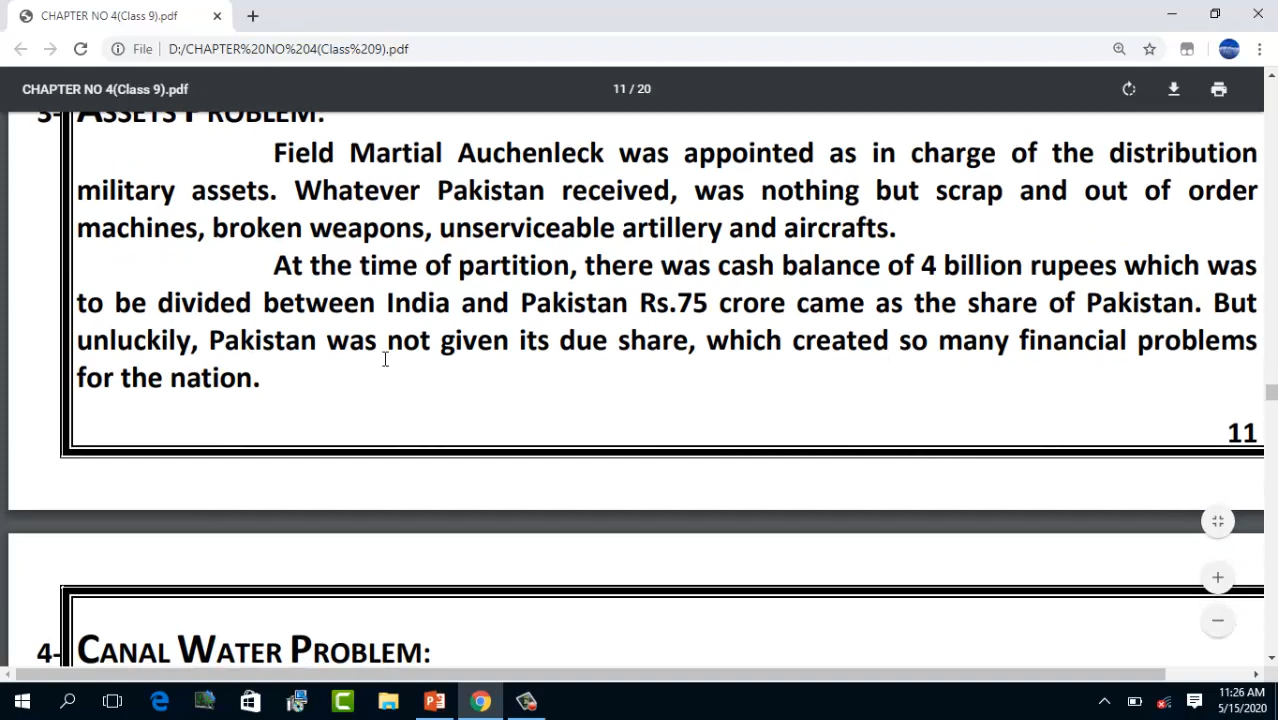 CHAPTER NO 4(Class 9).pdf
File | D:/CHAPTER%20NO%204(Class%209).pdf
CHAPTER NO 4(Class 9).pdf 11 / 20
3- ASSETS PROBLEM:
Field Martial Auchenleck was appointed as in charge of the distribution
military assets. Whatever Pakistan received, was nothing but scrap and out of order
machines, broken weapons, unserviceable artillery and aircrafts.
At the time of partition, there was cash balance of 4 billion rupees which was
to be divided between India and Pakistan Rs.75 crore came as the share of Pakistan. But
unluckily, Pakistan was not given its due share, which created so many financial problems
for the nation.
11
4- CANAL WATER PROBLEM:
11:26 AM
5/15/2020